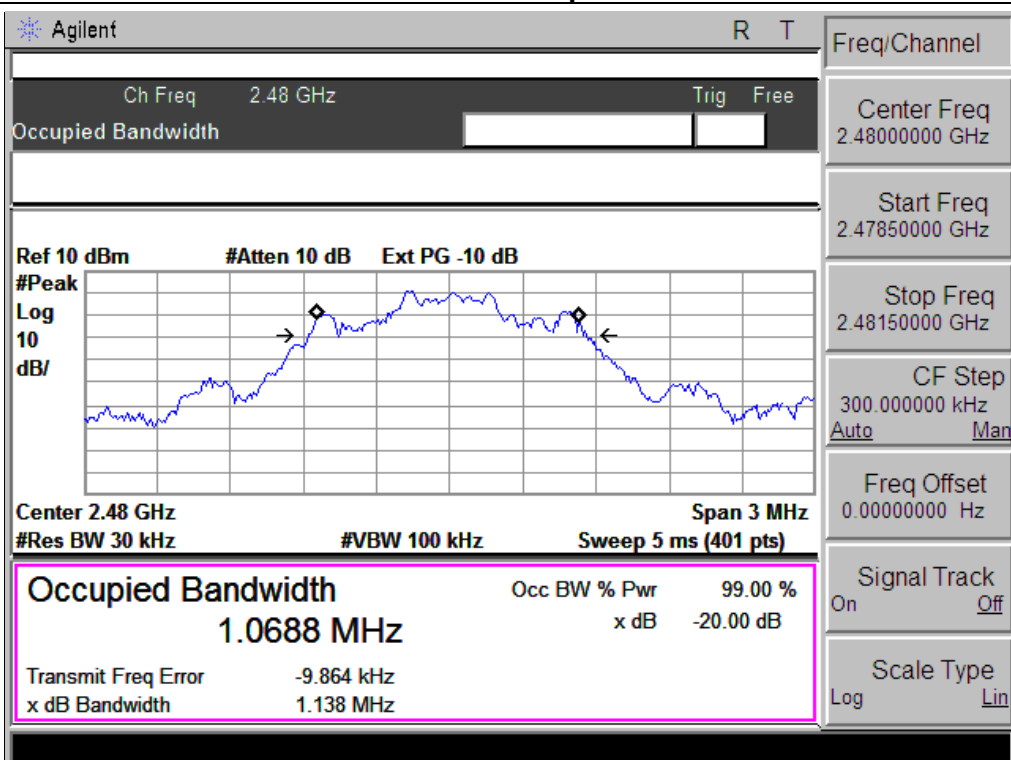 Agilent R T
Ch Freq 2.48 GHz Trig Free
Occupied Bandwidth
Ref 10 dBm #Atten 10 dB Ext PG -10 dB
#Peak
Log
10
dB/
Center 2.48 GHz Span 3 MHz
#Res BW 30 kHz #VBW 100 kHz Sweep 5 ms (401 pts)
Occupied Bandwidth Occ BW % Pwr 99.00 %
1.0688 MHz x dB -20.00 dB
Transmit Freq Error -9.864 kHz
x dB Bandwidth 1.138 MHz
Freq/Channel
Center Freq
2.48000000 GHz
Start Freq
2.47850000 GHz
Stop Freq
2.48150000 GHz
CF Step
300.000000 kHz
Auto Man
Freq Offset
0.00000000 Hz
Signal Track
On Off
Scale Type
Log Lin